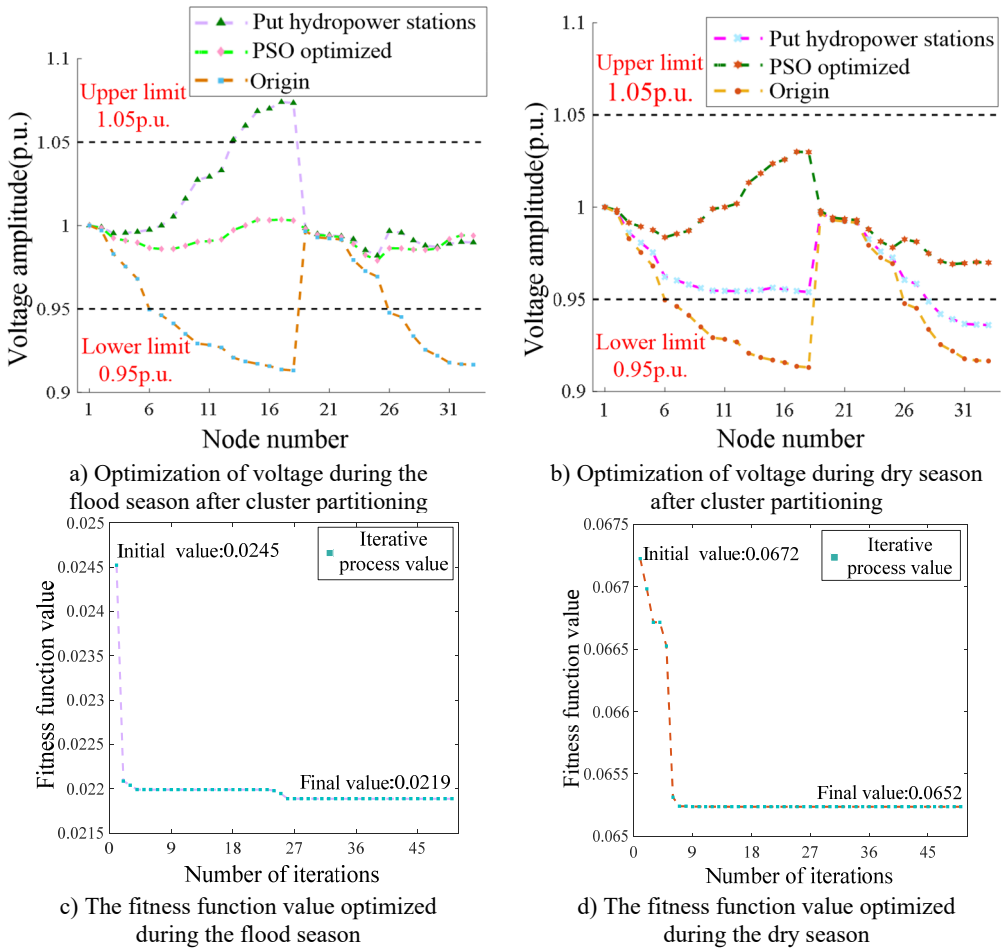 Put hydropower stations
PSO optimized
Origin
1.1
1.05
1
0.95
0.9
Voltage amplitude(p.u.)
Upper limit
1.05p.u.
Lower limit
0.95p.u.
1 6 11 16 21 26 31
Node number
a) Optimization of voltage during the
flood season after cluster partitioning
Put hydropower stations
PSO optimized
Origin
1.1
1.05
1
0.95
0.9
Voltage amplitude(p.u.)
Upper limit
1.05p.u.
Lower limit
0.95p.u.
1 6 11 16 21 26 31
Node number
b) Optimization of voltage during dry season
after cluster partitioning
0.025
0.0245
0.024
0.0235
0.023
0.0225
0.022
0.0215
Fitness function value
Initial value:0.0245
Iterative
process value
Final value:0.0219
0 9 18 27 36 45
Number of iterations
c) The fitness function value optimized
during the flood season
0.0675
0.067
0.0665
0.066
0.0655
0.065
Fitness function value
Initial value:0.0672
Iterative
process value
Final value:0.0652
0 9 18 27 36 45
Number of iterations
d) The fitness function value optimized
during the dry season